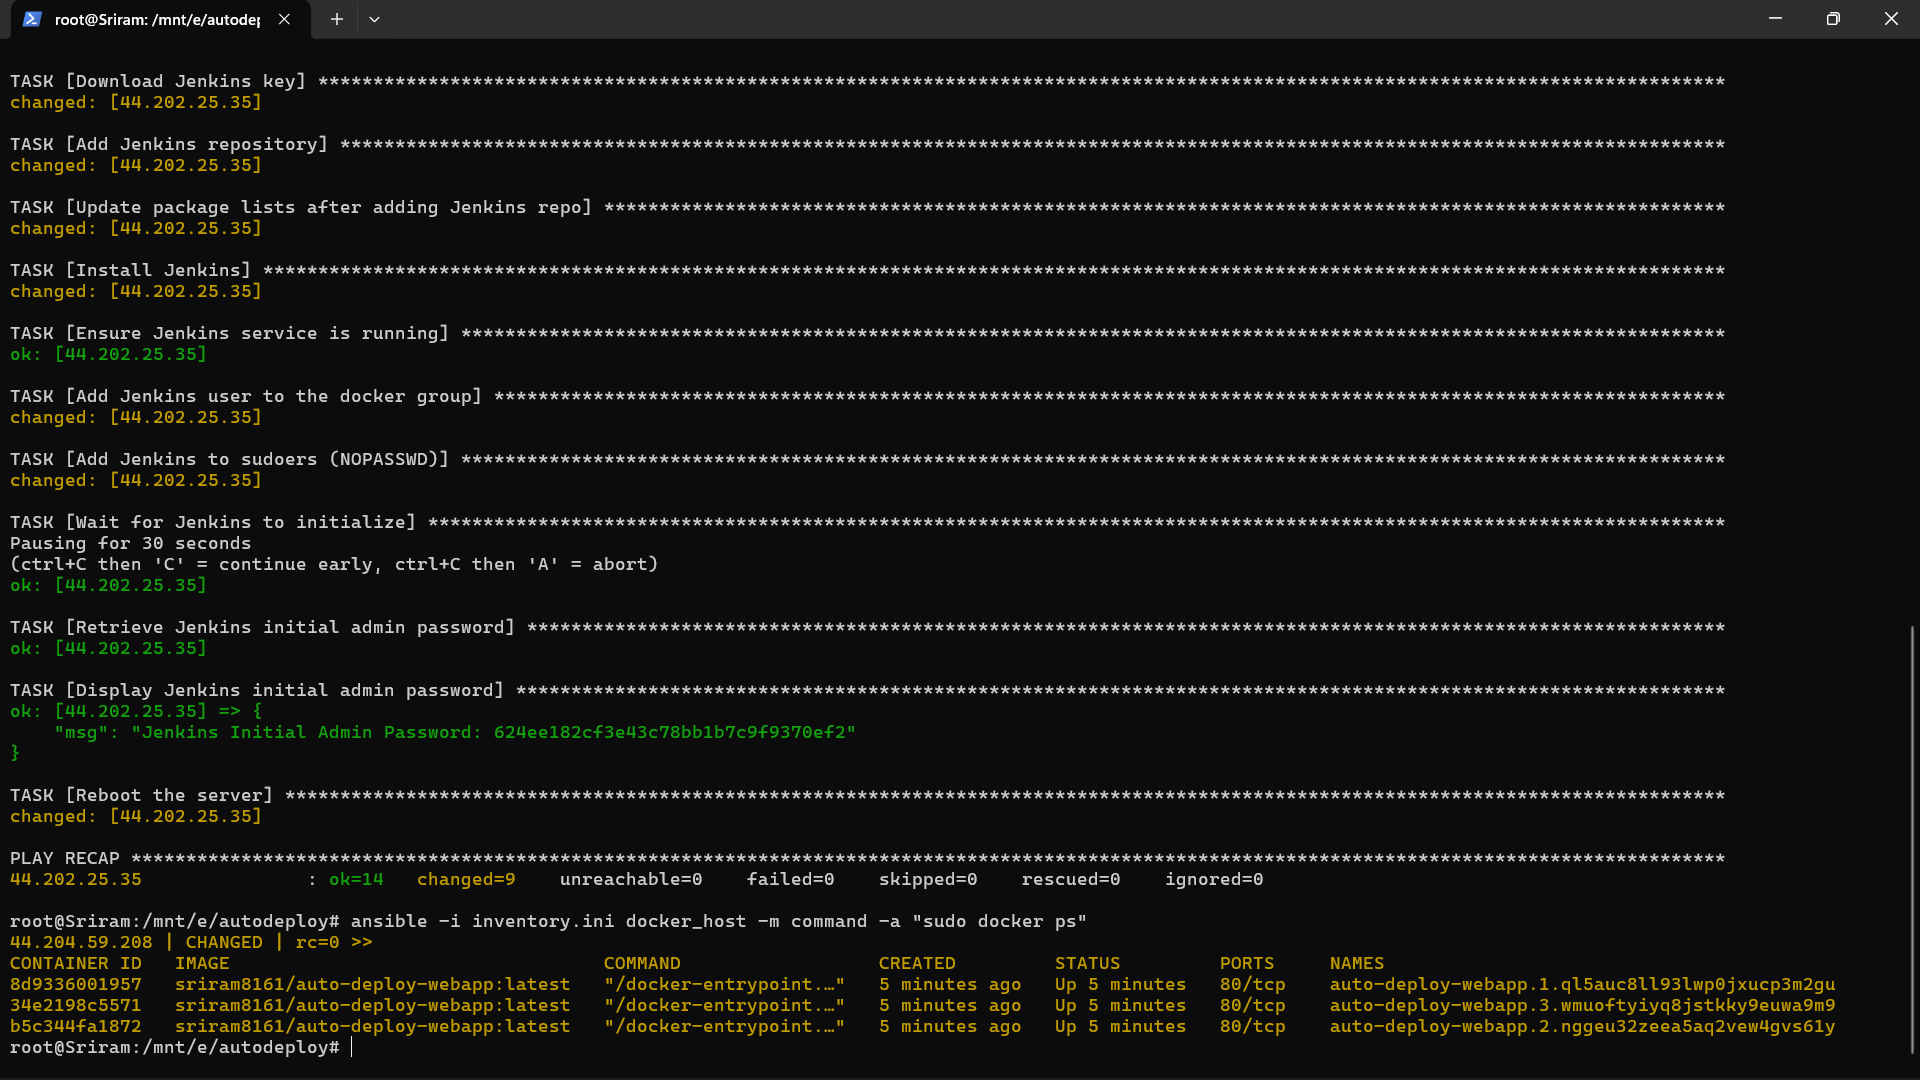 root@Sriram: /mnt/e/autodep
TASK [Download Jenkins key] ********************************************************************************************************************************
changed: [44.202.25.35]
TASK [Add Jenkins repository] ******************************************************************************************************************************
changed: [44.202.25.35]
TASK [Update package lists after adding Jenkins repo] ******************************************************************************************************
changed: [44.202.25.35]
TASK [Install Jenkins] *************************************************************************************************************************************
changed: [44.202.25.35]
TASK [Ensure Jenkins service is running] *******************************************************************************************************************
ok: [44.202.25.35]
TASK [Add Jenkins user to the docker group] ****************************************************************************************************************
changed: [44.202.25.35]
TASK [Add Jenkins to sudoers (NOPASSWD)] *******************************************************************************************************************
changed: [44.202.25.35]
TASK [Wait for Jenkins to initialize] **********************************************************************************************************************
Pausing for 30 seconds
(ctrl+C then 'C' = continue early, ctrl+C then 'A' = abort)
ok: [44.202.25.35]
TASK [Retrieve Jenkins initial admin password] *************************************************************************************************************
ok: [44.202.25.35]
TASK [Display Jenkins initial admin password] **************************************************************************************************************
ok: [44.202.25.35] => {
    "msg": "Jenkins Initial Admin Password: 624ee182cf3e43c78bb1b7c9f9370ef2"
}
TASK [Reboot the server] ***********************************************************************************************************************************
changed: [44.202.25.35]
PLAY RECAP *************************************************************************************************************************************************
44.202.25.35               : ok=14   changed=9    unreachable=0    failed=0    skipped=0    rescued=0    ignored=0
root@Sriram:/mnt/e/autodeploy# ansible -i inventory.ini docker_host -m command -a "sudo docker ps"
44.204.59.208 | CHANGED | rc=0 >>
CONTAINER ID   IMAGE                                  COMMAND                  CREATED         STATUS         PORTS     NAMES
8d9336001957   sriram8161/auto-deploy-webapp:latest   "/docker-entrypoint.…"   5 minutes ago   Up 5 minutes   80/tcp    auto-deploy-webapp.1.ql5auc8ll93lwp0jxucp3m2gu
34e2198c5571   sriram8161/auto-deploy-webapp:latest   "/docker-entrypoint.…"   5 minutes ago   Up 5 minutes   80/tcp    auto-deploy-webapp.3.wmuoftyiyq8jstkky9euwa9m9
b5c344fa1872   sriram8161/auto-deploy-webapp:latest   "/docker-entrypoint.…"   5 minutes ago   Up 5 minutes   80/tcp    auto-deploy-webapp.2.nggeu32zeea5aq2vew4gvs61y
root@Sriram:/mnt/e/autodeploy#